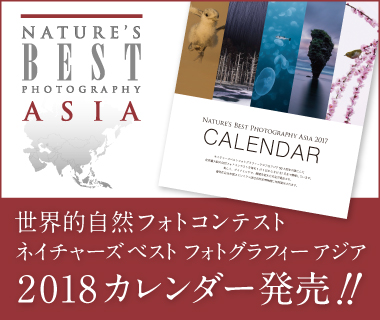 NATURE'S
BEST
PHOTOGRAPHY
ASIA
NATURE'S BEST PHOTOGRAPHY ASIA 2017
CALENDAR
世界的自然フォトコンテスト
ネイチャーズ ベスト フォトグラフィー アジア
2018カレンダー発売!!